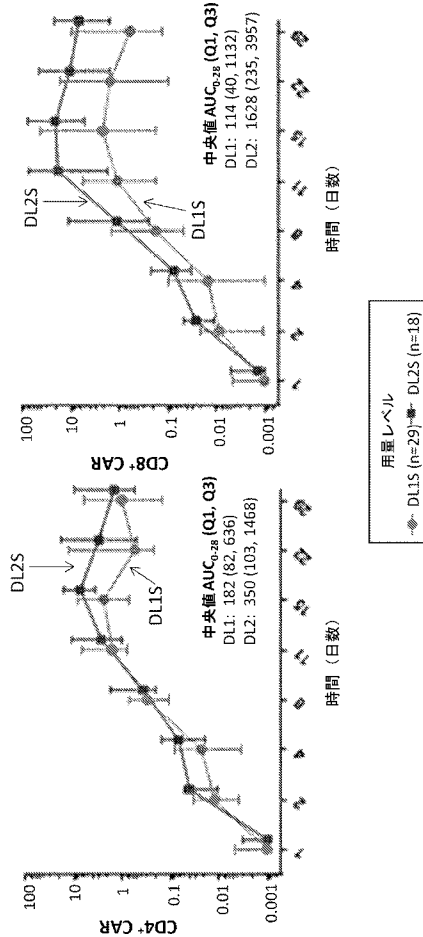 CD4⁺ CAR
100
10
1
0.1
0.01
0.001
DL2S
DL1S
中央値 AUC₀₋₂₈ (Q1, Q3)
DL1: 182 (82, 636)
DL2: 350 (103, 1468)
時間（日数）
CD8⁺ CAR
100
10
1
0.1
0.01
0.001
DL2S
DL1S
中央値 AUC₀₋₂₈ (Q1, Q3)
DL1: 114 (40, 1132)
DL2: 1628 (235, 3957)
時間（日数）
用量レベル
DL1S (n=29) DL2S (n=18)